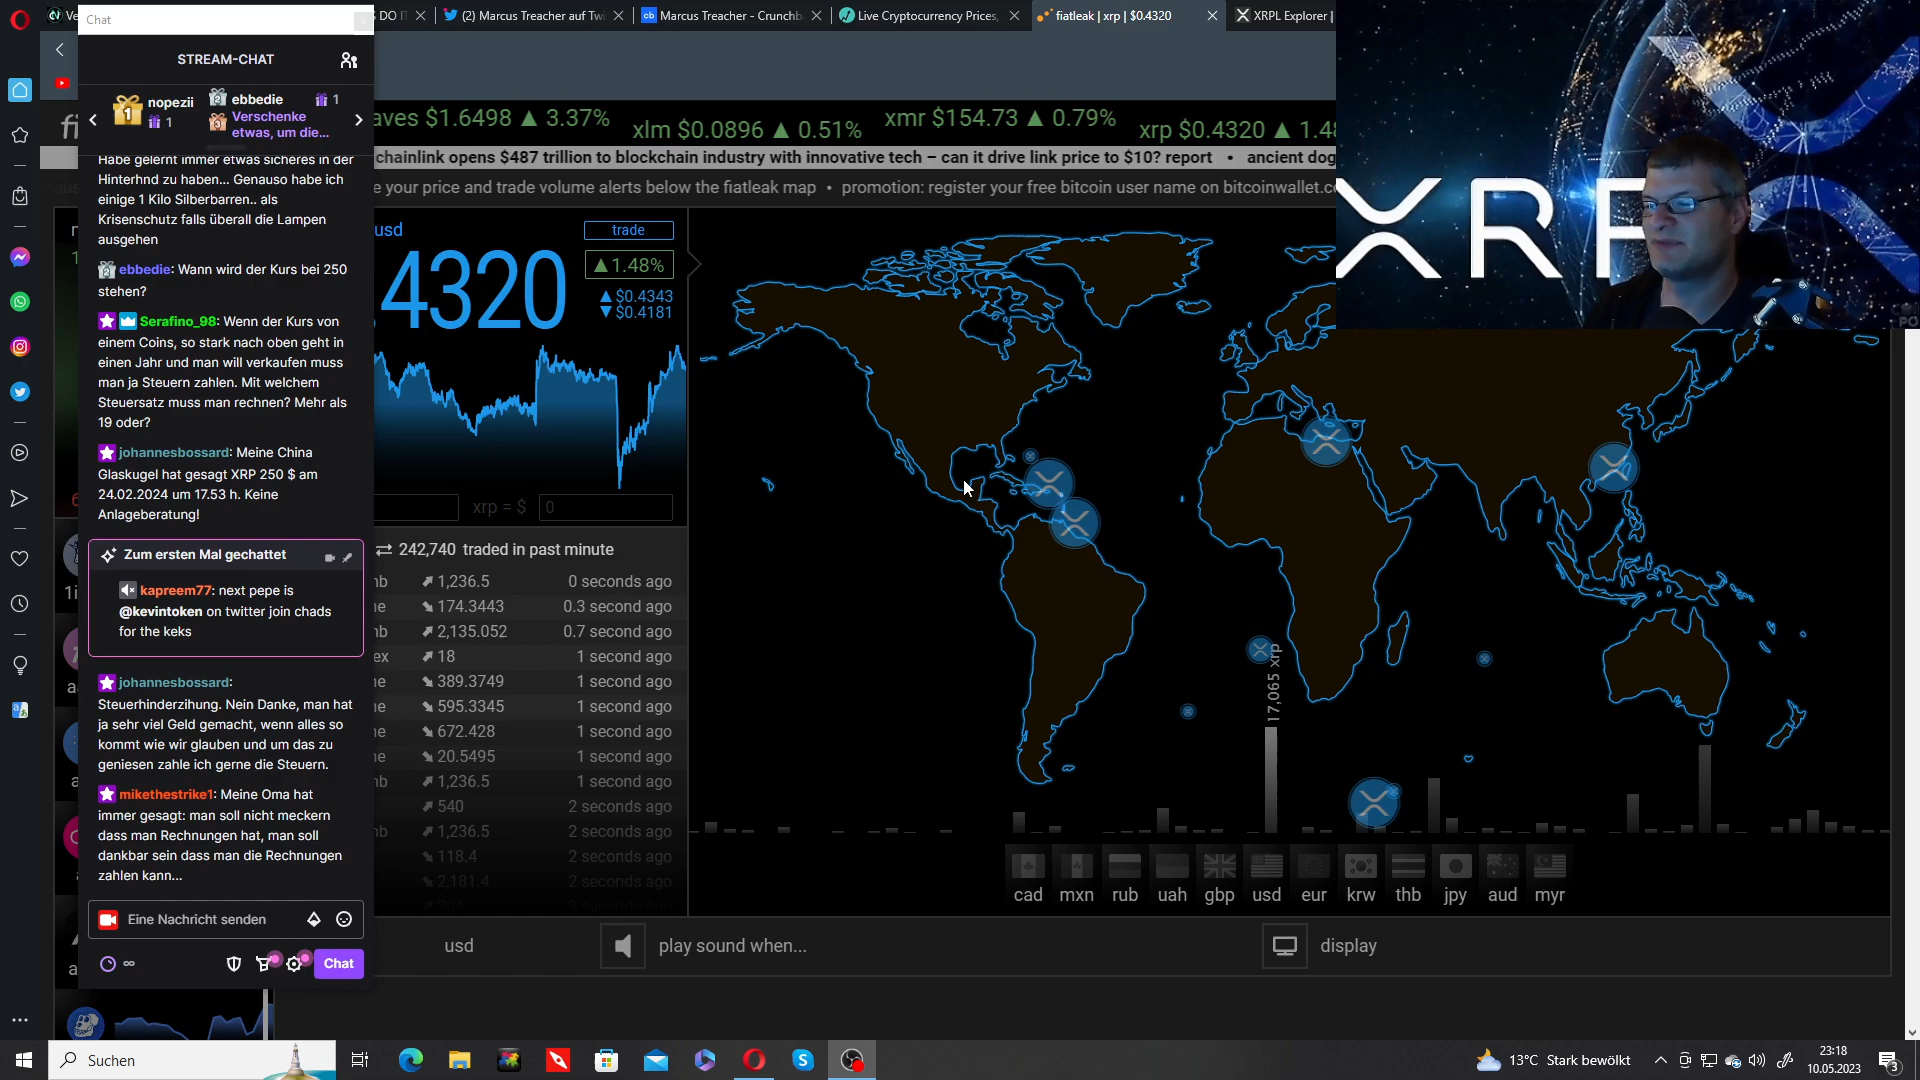 Chat
S DO IT
(2) Marcus Treacher auf Twi
Marcus Treacher - Crunchb
Live Cryptocurrency Prices,
fiatleak | xrp | $0.4320
XRPL Explorer |
STREAM-CHAT
nopezii
1
ebbedie
1
Verschenke
etwas, um die...
Habe gelernt immer etwas sicheres in der
Hinterhnd zu haben... Genauso habe ich
einige 1 Kilo Silberbarren.. als
Krisenschutz falls überall die Lampen
ausgehen
ebbedie: Wann wird der Kurs bei 250
stehen?
Serafino_98: Wenn der Kurs von
einem Coins, so stark nach oben geht in
einen Jahr und man will verkaufen muss
man ja Steuern zahlen. Mit welchem
Steuersatz muss man rechnen? Mehr als
19 oder?
johannesbossard: Meine China
Glaskugel hat gesagt XRP 250 $ am
24.02.2024 um 17.53 h. Keine
Anlageberatung!
Zum ersten Mal gechattet
kapreem77: next pepe is
@kevintoken on twitter join chads
for the keks
johannesbossard:
Steuerhinderzihung. Nein Danke, man hat
ja sehr viel Geld gemacht, wenn alles so
kommt wie wir glauben und um das zu
geniesen zahle ich gerne die Steuern.
mikethestrike1: Meine Oma hat
immer gesagt: man soll nicht meckern
dass man Rechnungen hat, man soll
dankbar sein dass man die Rechnungen
zahlen kann...
Eine Nachricht senden
∞
Chat
fi
aves $1.6498 ▲ 3.37%
xlm $0.0896 ▲ 0.51%
xmr $154.73 ▲ 0.79%
xrp $0.4320 ▲ 1.48
chainlink opens $487 trillion to blockchain industry with innovative tech – can it drive link price to $10? report • ancient dog
e your price and trade volume alerts below the fiatleak map • promotion: register your free bitcoin user name on bitcoinwallet.co
usd
trade
4320
▲1.48%
▲$0.4343
▼$0.4181
xrp = $ 0
242,740 traded in past minute
nb 1,236.5 0 seconds ago
ne 174.3443 0.3 second ago
nb 2,135.052 0.7 second ago
ex 18 1 second ago
ne 389.3749 1 second ago
ne 595.3345 1 second ago
ne 672.428 1 second ago
ne 20.5495 1 second ago
nb 1,236.5 1 second ago
540 2 seconds ago
nb 1,236.5 2 seconds ago
118.4 2 seconds ago
2,181.4 2 seconds ago
17,065 xrp
cad mxn rub uah gbp usd eur krw thb jpy aud myr
usd
play sound when...
display
XRP
Suchen
13°C Stark bewölkt
23:18
10.05.2023
3